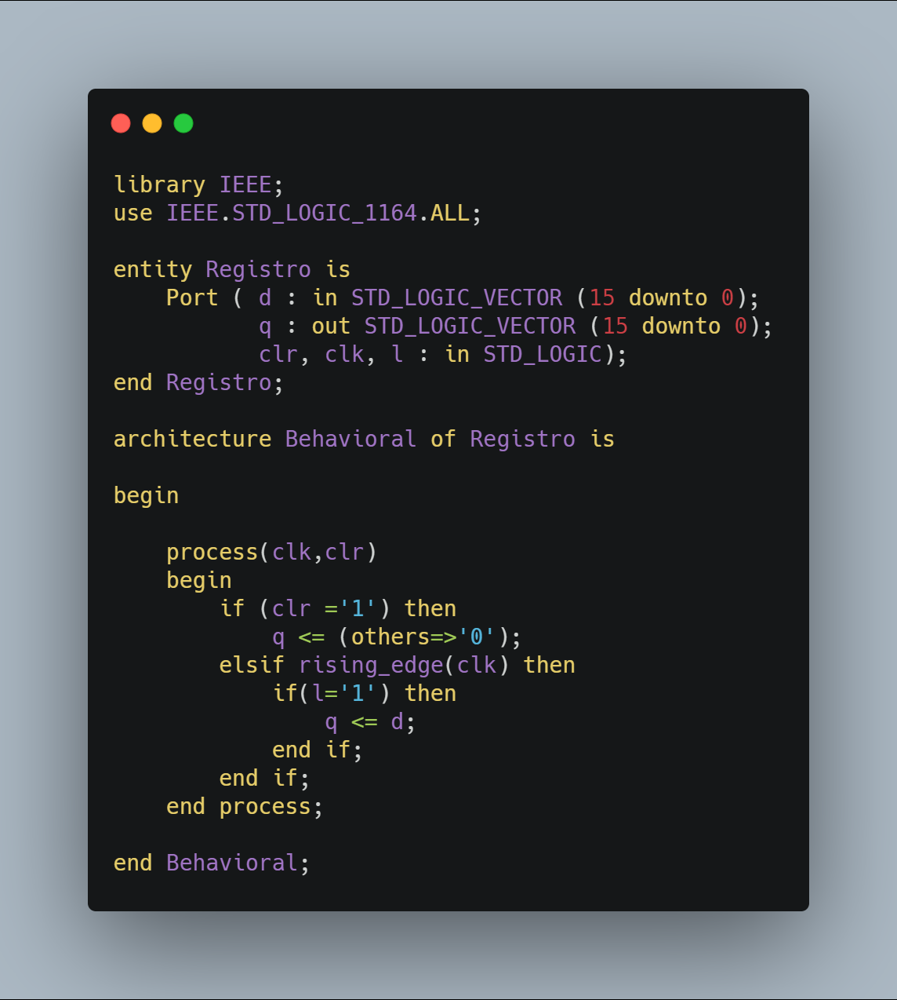 library IEEE;
use IEEE.STD_LOGIC_1164.ALL;

entity Registro is
    Port ( d : in STD_LOGIC_VECTOR (15 downto 0);
           q : out STD_LOGIC_VECTOR (15 downto 0);
           clr, clk, l : in STD_LOGIC);
end Registro;

architecture Behavioral of Registro is

begin

    process(clk,clr)
    begin
        if (clr ='1') then
            q <= (others=>'0');
        elsif rising_edge(clk) then
            if(l='1') then
                q <= d;
            end if;
        end if;
    end process;

end Behavioral;